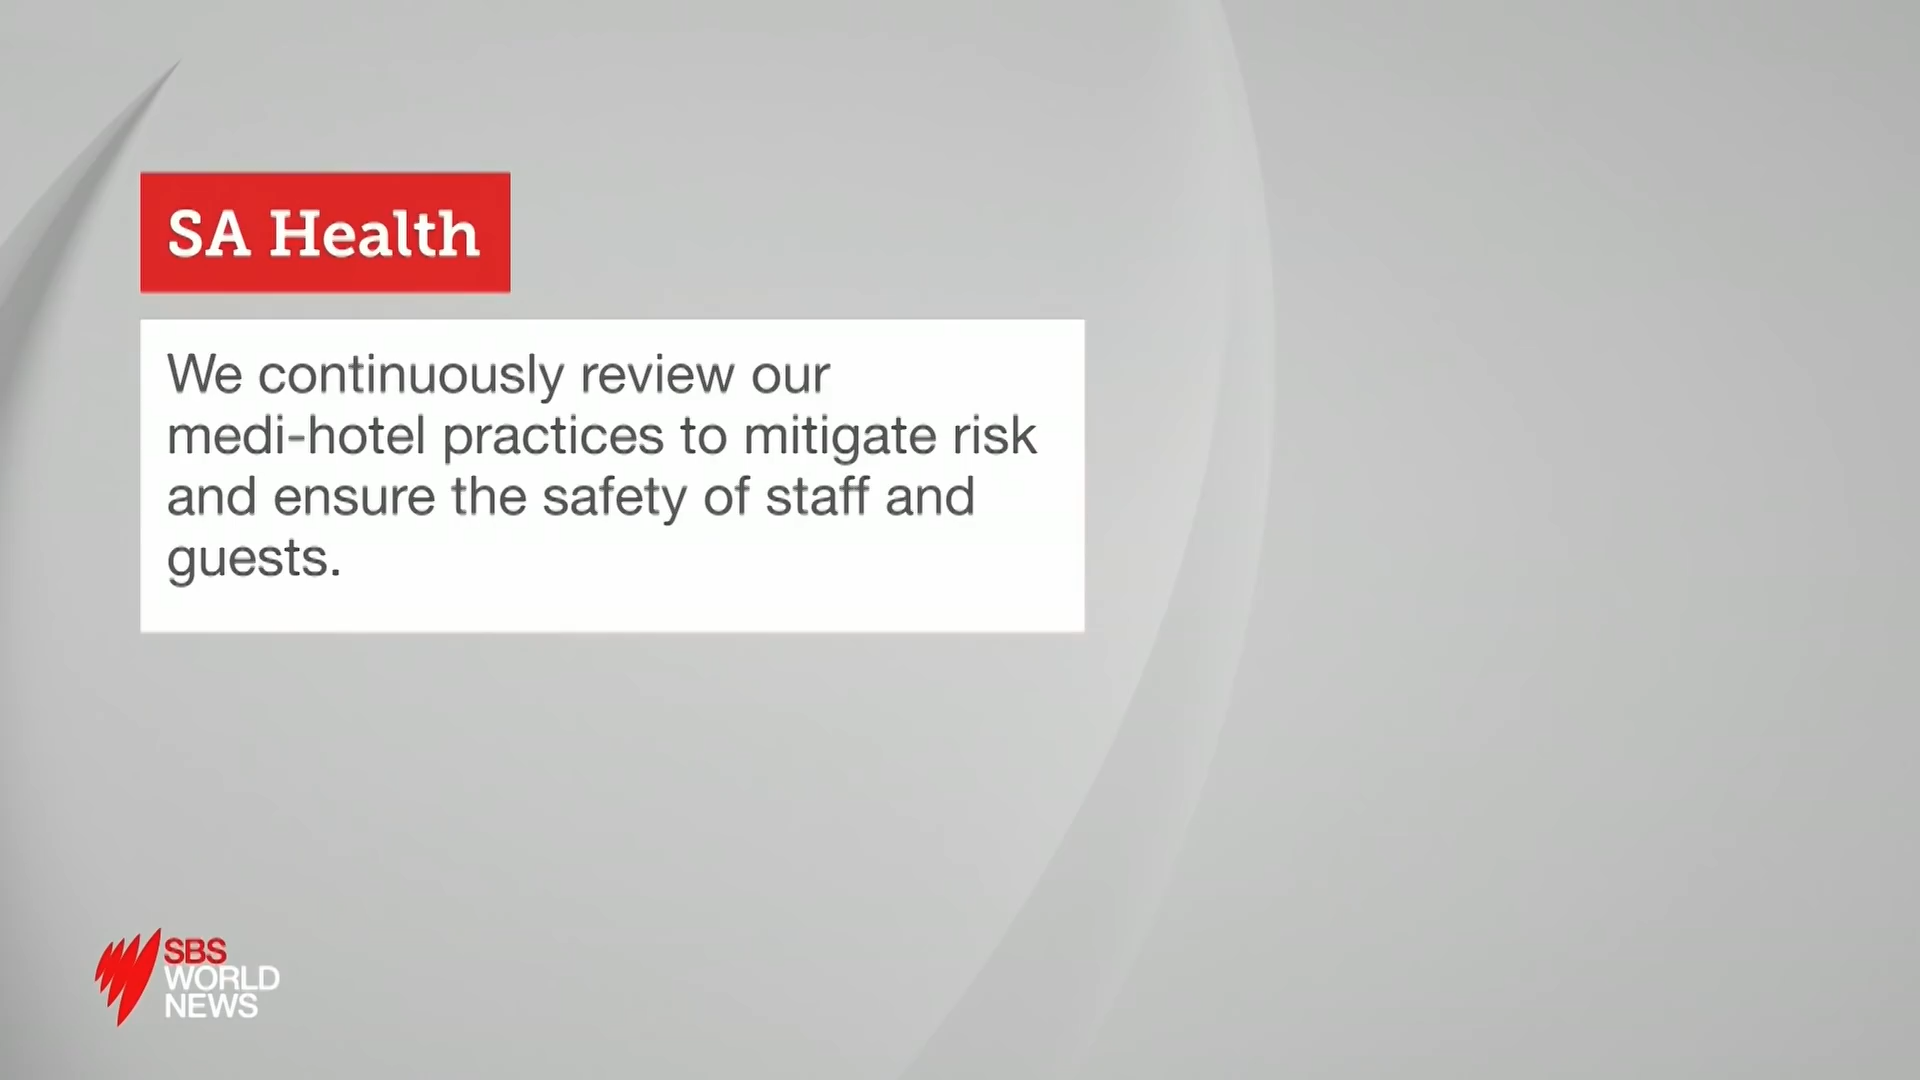 SA Health
We continuously review our
medi-hotel practices to mitigate risk
and ensure the safety of staff and
guests.
SBS
WORLD
NEWS